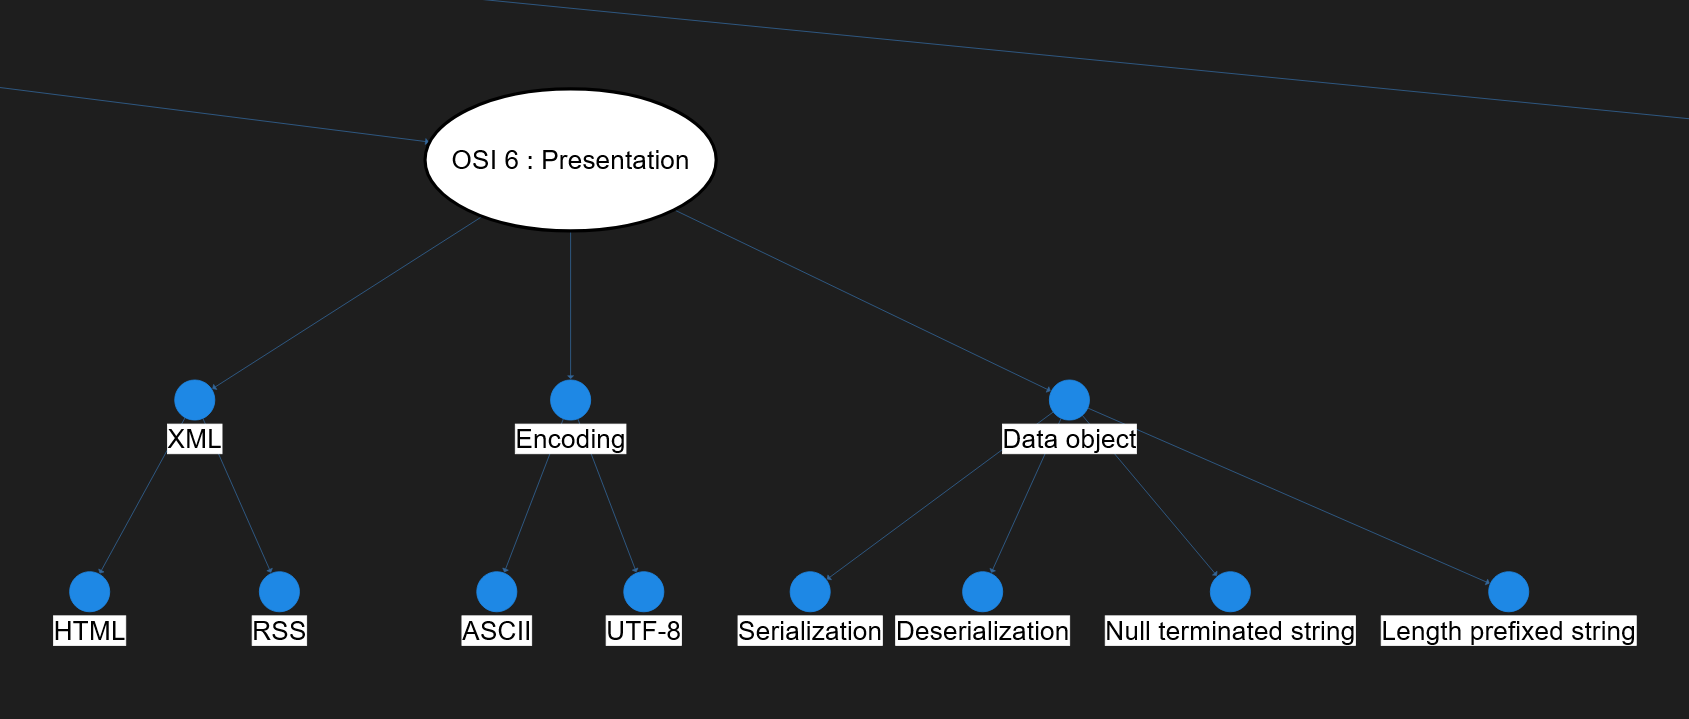 OSI 6 : Presentation
XML
Encoding
Data object
HTML
RSS
ASCII
UTF-8
Serialization
Deserialization
Null terminated string
Length prefixed string